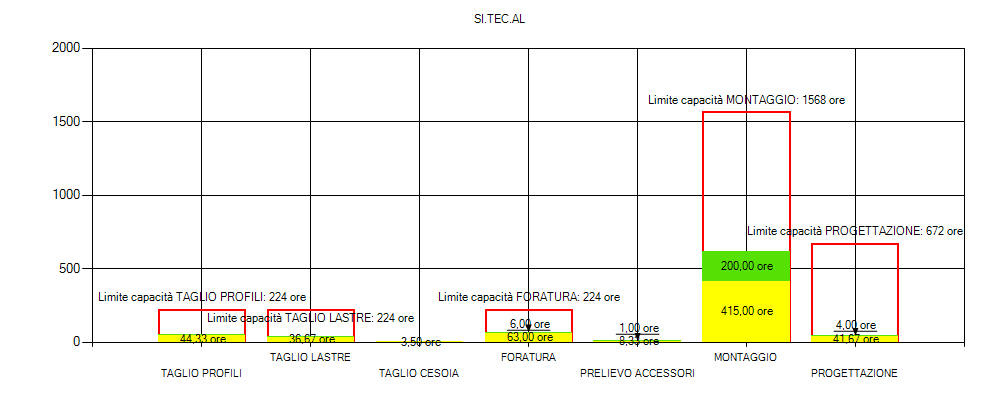 SI.TEC.AL
2000
Limite capacità MONTAGGIO: 1568 ore
1500
1000
Limite capacità PROGETTAZIONE: 672 ore
500
200,00 ore
Limite capacità TAGLIO PROFILI: 224 ore
Limite capacità FORATURA: 224 ore
415,00 ore
Limite capacità TAGLIO LASTRE: 224 ore
6,00 ore
1,00 ore
4,00 ore
0
44,33 ore
36,67 ore
3,50 ore
63,00 ore
8,33 ore
41,67 ore
TAGLIO LASTRE
FORATURA
MONTAGGIO
TAGLIO PROFILI
TAGLIO CESOIA
PRELIEVO ACCESSORI
PROGETTAZIONE